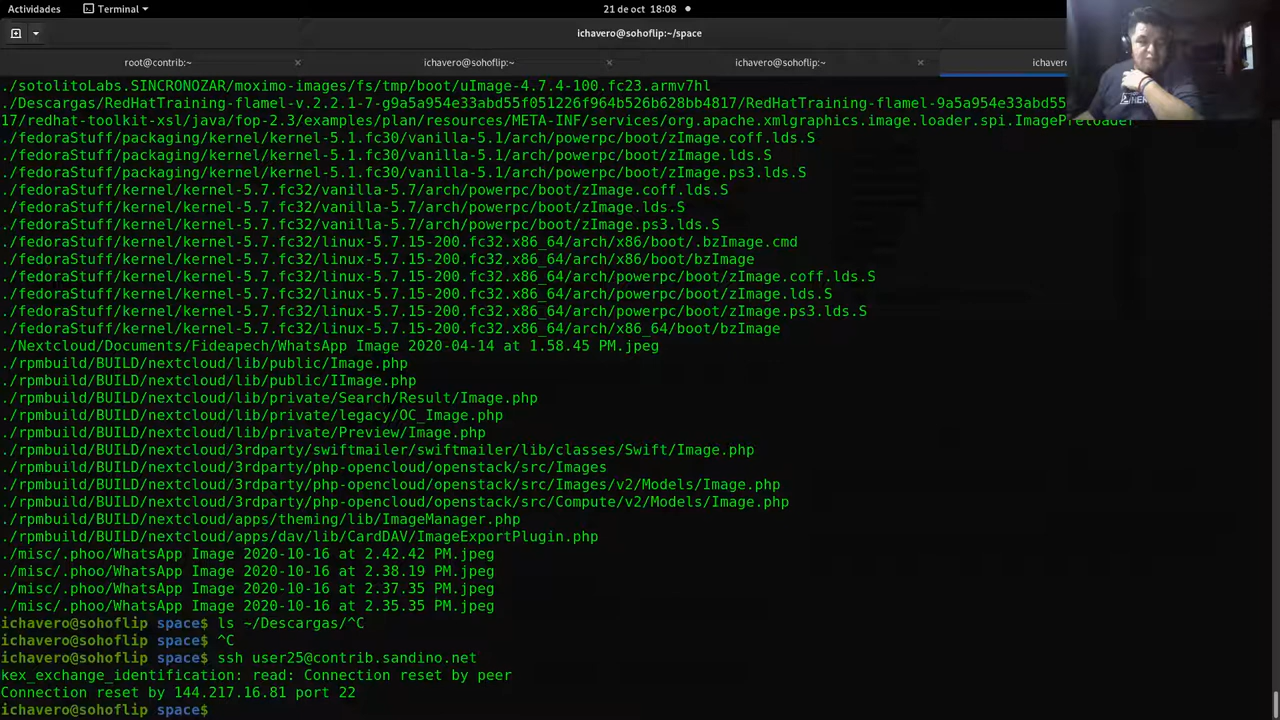 Actividades
Terminal
21 de oct 18:08
ichavero@sohoflip:~/space
root@contrib:~
ichavero@sohoflip:~
ichavero@sohoflip:~
ichavero
./sotolitoLabs.SINCRONOZAR/moximo-images/fs/tmp/boot/uImage-4.7.4-100.fc23.armv7hl
./Descargas/RedHatTraining-flamel-v.2.2.1-7-g9a5a954e33abd55f051226f964b526b628bb4817/RedHatTraining-flamel-9a5a954e33abd55
17/redhat-toolkit-xsl/java/fop-2.3/examples/plan/resources/META-INF/services/org.apache.xmlgraphics.image.loader.spi.ImagePreloader
./fedoraStuff/packaging/kernel/kernel-5.1.fc30/vanilla-5.1/arch/powerpc/boot/zImage.coff.lds.S
./fedoraStuff/packaging/kernel/kernel-5.1.fc30/vanilla-5.1/arch/powerpc/boot/zImage.lds.S
./fedoraStuff/packaging/kernel/kernel-5.1.fc30/vanilla-5.1/arch/powerpc/boot/zImage.ps3.lds.S
./fedoraStuff/kernel/kernel-5.7.fc32/vanilla-5.7/arch/powerpc/boot/zImage.coff.lds.S
./fedoraStuff/kernel/kernel-5.7.fc32/vanilla-5.7/arch/powerpc/boot/zImage.lds.S
./fedoraStuff/kernel/kernel-5.7.fc32/vanilla-5.7/arch/powerpc/boot/zImage.ps3.lds.S
./fedoraStuff/kernel/kernel-5.7.fc32/linux-5.7.15-200.fc32.x86_64/arch/x86/boot/.bzImage.cmd
./fedoraStuff/kernel/kernel-5.7.fc32/linux-5.7.15-200.fc32.x86_64/arch/x86/boot/bzImage
./fedoraStuff/kernel/kernel-5.7.fc32/linux-5.7.15-200.fc32.x86_64/arch/powerpc/boot/zImage.coff.lds.S
./fedoraStuff/kernel/kernel-5.7.fc32/linux-5.7.15-200.fc32.x86_64/arch/powerpc/boot/zImage.lds.S
./fedoraStuff/kernel/kernel-5.7.fc32/linux-5.7.15-200.fc32.x86_64/arch/powerpc/boot/zImage.ps3.lds.S
./fedoraStuff/kernel/kernel-5.7.fc32/linux-5.7.15-200.fc32.x86_64/arch/x86_64/boot/bzImage
./Nextcloud/Documents/Fideapech/WhatsApp Image 2020-04-14 at 1.58.45 PM.jpeg
./rpmbuild/BUILD/nextcloud/lib/public/Image.php
./rpmbuild/BUILD/nextcloud/lib/public/IImage.php
./rpmbuild/BUILD/nextcloud/lib/private/Search/Result/Image.php
./rpmbuild/BUILD/nextcloud/lib/private/legacy/OC_Image.php
./rpmbuild/BUILD/nextcloud/lib/private/Preview/Image.php
./rpmbuild/BUILD/nextcloud/3rdparty/swiftmailer/swiftmailer/lib/classes/Swift/Image.php
./rpmbuild/BUILD/nextcloud/3rdparty/php-opencloud/openstack/src/Images
./rpmbuild/BUILD/nextcloud/3rdparty/php-opencloud/openstack/src/Images/v2/Models/Image.php
./rpmbuild/BUILD/nextcloud/3rdparty/php-opencloud/openstack/src/Compute/v2/Models/Image.php
./rpmbuild/BUILD/nextcloud/apps/theming/lib/ImageManager.php
./rpmbuild/BUILD/nextcloud/apps/dav/lib/CardDAV/ImageExportPlugin.php
./misc/.phoo/WhatsApp Image 2020-10-16 at 2.42.42 PM.jpeg
./misc/.phoo/WhatsApp Image 2020-10-16 at 2.38.19 PM.jpeg
./misc/.phoo/WhatsApp Image 2020-10-16 at 2.37.35 PM.jpeg
./misc/.phoo/WhatsApp Image 2020-10-16 at 2.35.35 PM.jpeg
ichavero@sohoflip space$ ls ~/Descargas/^C
ichavero@sohoflip space$ ^C
ichavero@sohoflip space$ ssh user25@contrib.sandino.net
kex_exchange_identification: read: Connection reset by peer
Connection reset by 144.217.16.81 port 22
ichavero@sohoflip space$